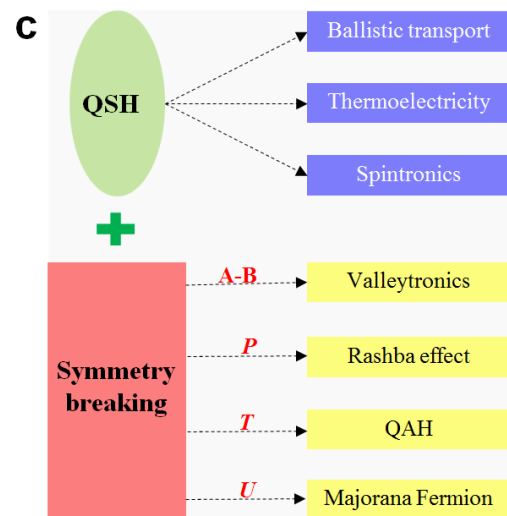 C
Ballistic transport
QSH
Thermoelectricity
Spintronics
+
A-B
Valleytronics
P
Rashba effect
Symmetry
breaking
T
QAH
U
Majorana Fermion